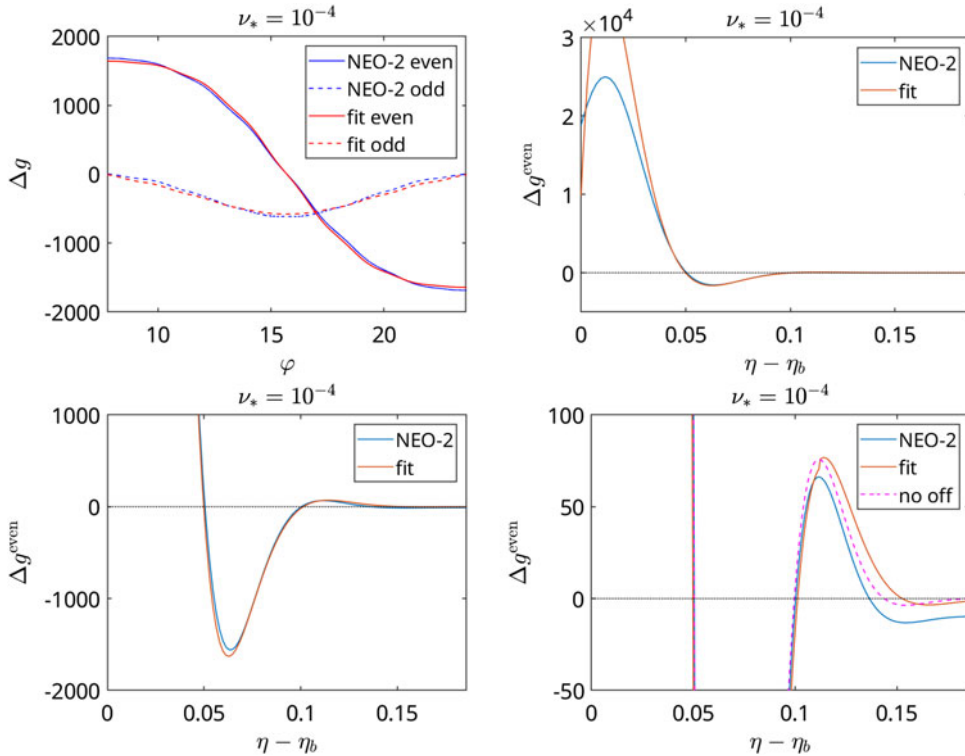 ν* = 10⁻⁴
2000
1000
0
-1000
-2000
Δg
10
15
20
φ
NEO-2 even
NEO-2 odd
fit even
fit odd
ν* = 10⁻⁴
×10⁴
3
2
1
0
Δg^even
0
0.05
0.1
0.15
η − η_b
NEO-2
fit
ν* = 10⁻⁴
1000
0
-1000
-2000
Δg^even
0
0.05
0.1
0.15
η − η_b
NEO-2
fit
ν* = 10⁻⁴
100
50
0
-50
Δg^even
0
0.05
0.1
0.15
η − η_b
NEO-2
fit
no off